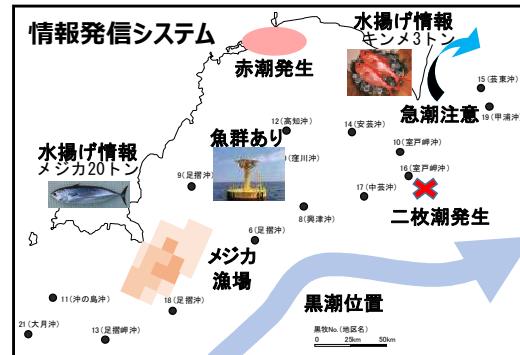 情報発信システム
水揚げ情報
キンメ3トン
赤潮発生
15(芸東沖)
急潮注意
19(甲浦沖)
12(高知沖)
14(安芸沖)
魚群あり
水揚げ情報
メジカ20トン
10(室戸岬沖)
(窪川沖)
9(足摺沖)
16(室戸岬沖)
17(中芸沖)
二枚潮発生
8(興津沖)
6(足摺沖)
メジカ
漁場
11(沖の島沖)
18(足摺沖)
黒潮位置
21(大月沖)
13(足摺岬沖)
黒牧No.(地区名)
0 25km 50km